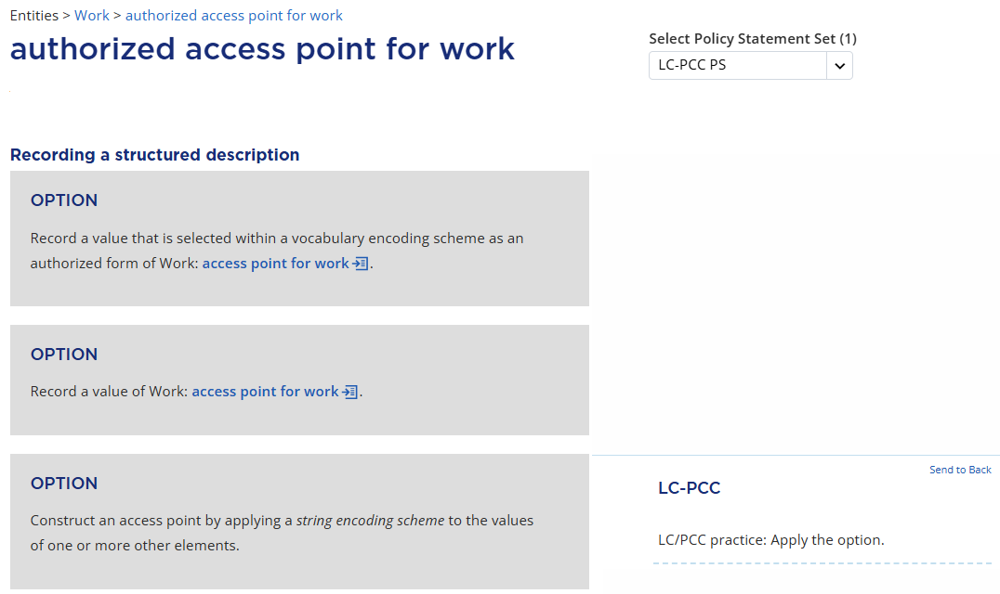 Entities > Work > authorized access point for work
authorized access point for work
Select Policy Statement Set (1)
LC-PCC PS
Recording a structured description
OPTION
Record a value that is selected within a vocabulary encoding scheme as an
authorized form of Work: access point for work.
OPTION
Record a value of Work: access point for work.
OPTION
Construct an access point by applying a string encoding scheme to the values
of one or more other elements.
Send to Back
LC-PCC
LC/PCC practice: Apply the option.